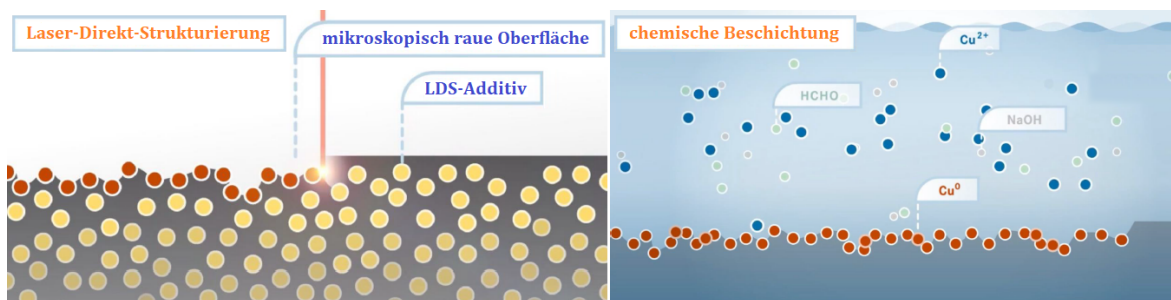 Laser-Direkt-Strukturierung
mikroskopisch raue Oberfläche
LDS-Additiv
chemische Beschichtung
Cu²⁺
HCHO
NaOH
Cu⁰